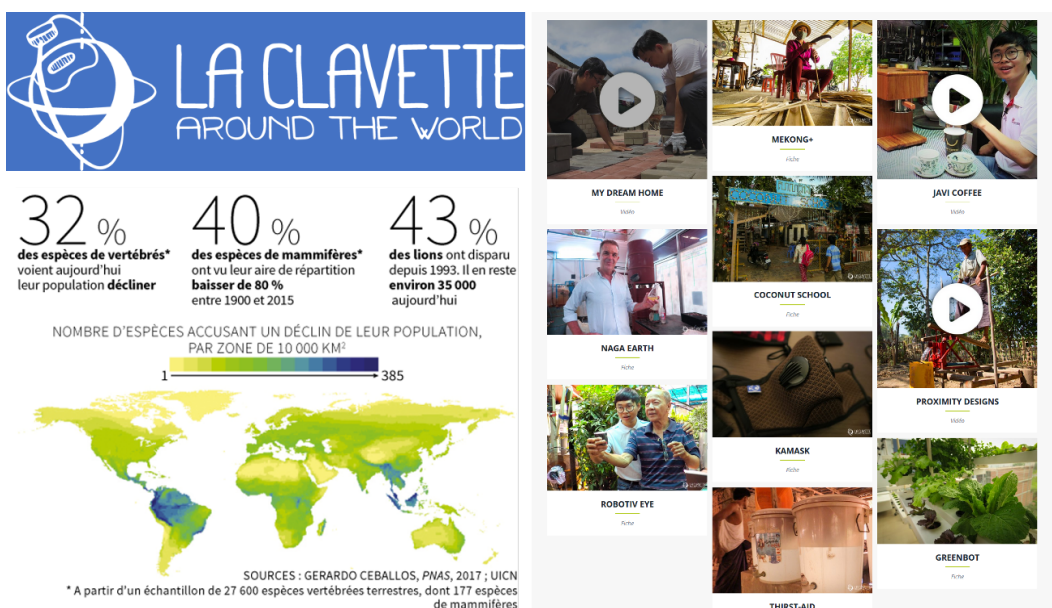 LA CLAVETTE
AROUND THE WORLD
32 %
des espèces de vertébrés*
voient aujourd'hui
leur population décliner
40 %
des espèces de mammifères*
ont vu leur aire de répartition
baisser de 80 %
entre 1900 et 2015
43 %
des lions ont disparu
depuis 1993. Il en reste
environ 35 000
aujourd'hui
NOMBRE D'ESPÈCES ACCUSANT UN DÉCLIN DE LEUR POPULATION,
PAR ZONE DE 10 000 KM²
1 385
SOURCES : GERARDO CEBALLOS, PNAS, 2017 ; UICN
* A partir d'un échantillon de 27 600 espèces vertébrées terrestres, dont 177 espèces
de mammifères
MY DREAM HOME
Vidéo
NAGA EARTH
Fiche
ROBOTIV EYE
Fiche
MEKONG+
Fiche
COCONUT SCHOOL
Fiche
KAMASK
Fiche
THIRST-AID
JAVI COFFEE
Vidéo
PROXIMITY DESIGNS
Vidéo
GREENBOT
Fiche